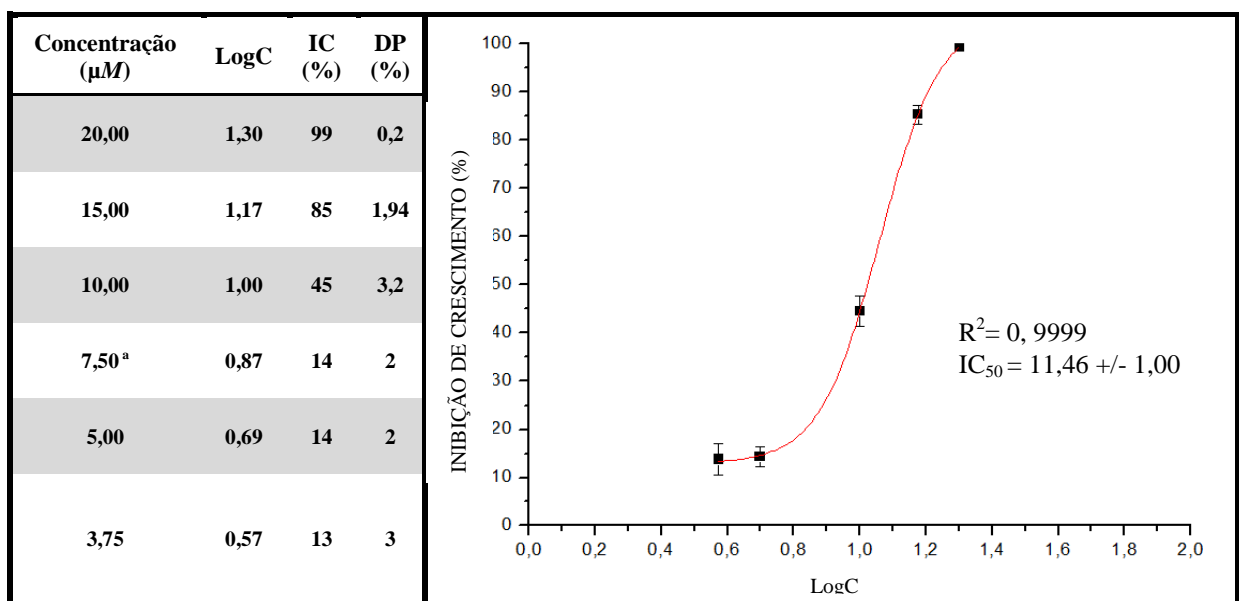 Concentração (µM) LogC IC (%) DP (%)
20,00 1,30 99 0,2
15,00 1,17 85 1,94
10,00 1,00 45 3,2
7,50 a 0,87 14 2
5,00 0,69 14 2
3,75 0,57 13 3
INIBIÇÃO DE CRESCIMENTO (%)
100
90
80
70
60
50
40
30
20
10
0
R2= 0, 9999
IC50 = 11,46 +/- 1,00
0,0 0,2 0,4 0,6 0,8 1,0 1,2 1,4 1,6 1,8 2,0
LogC